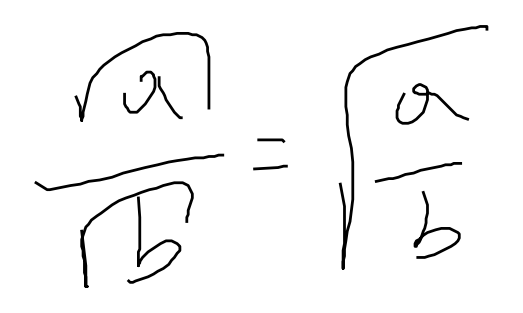 √a / √b = √(a / b)